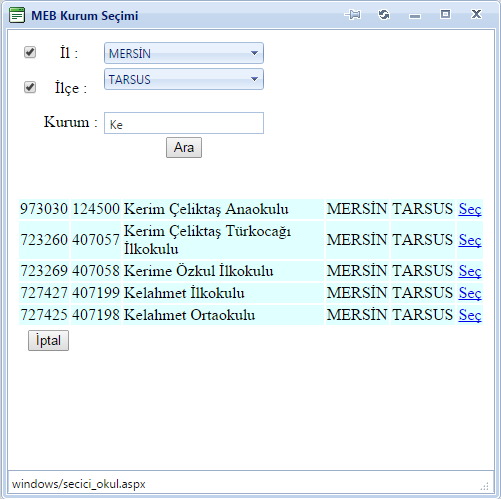 MEB Kurum Seçimi
İl : MERSİN
İlçe : TARSUS
Kurum : Ke
Ara
973030 124500 Kerim Çeliktaş Anaokulu MERSİN TARSUS Seç
723260 407057 Kerim Çeliktaş Türkocağı İlkokulu MERSİN TARSUS Seç
723269 407058 Kerime Özkul İlkokulu MERSİN TARSUS Seç
727427 407199 Kelahmet İlkokulu MERSİN TARSUS Seç
727425 407198 Kelahmet Ortaokulu MERSİN TARSUS Seç
İptal
windows/secici_okul.aspx